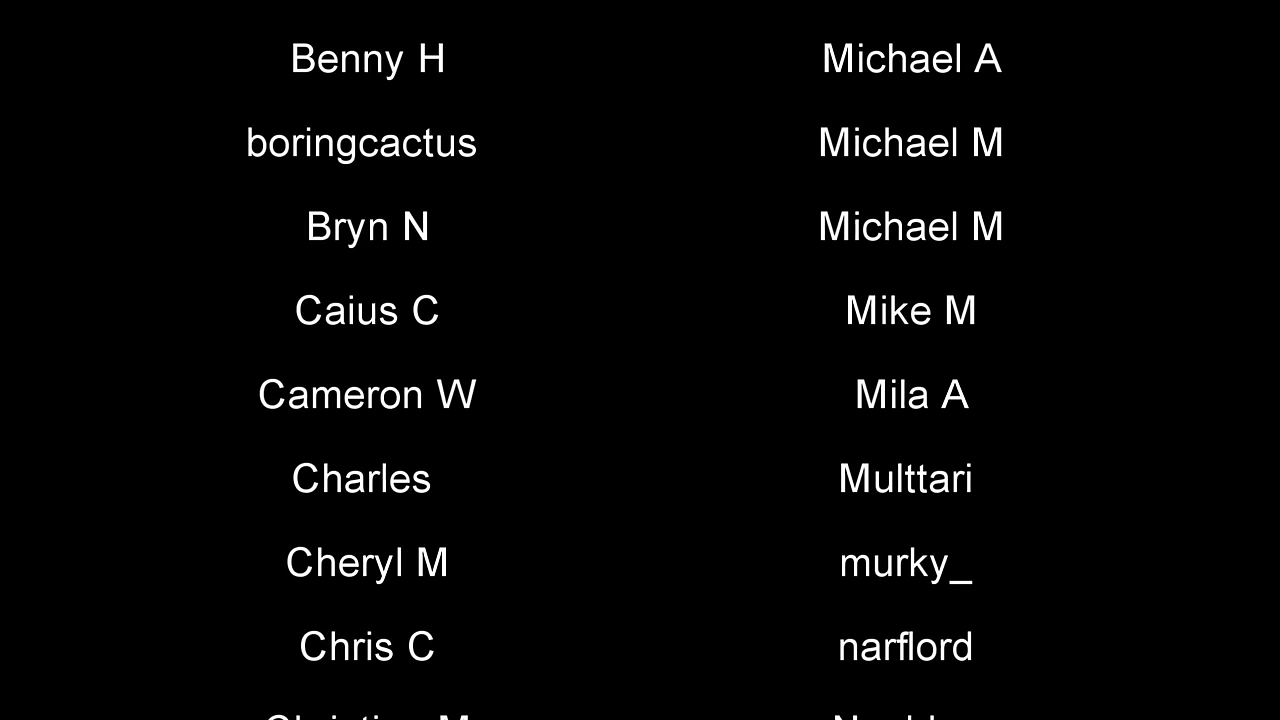 Benny H
boringcactus
Bryn N
Caius C
Cameron W
Charles
Cheryl M
Chris C
Michael A
Michael M
Michael M
Mike M
Mila A
Multtari
murky_
narflord